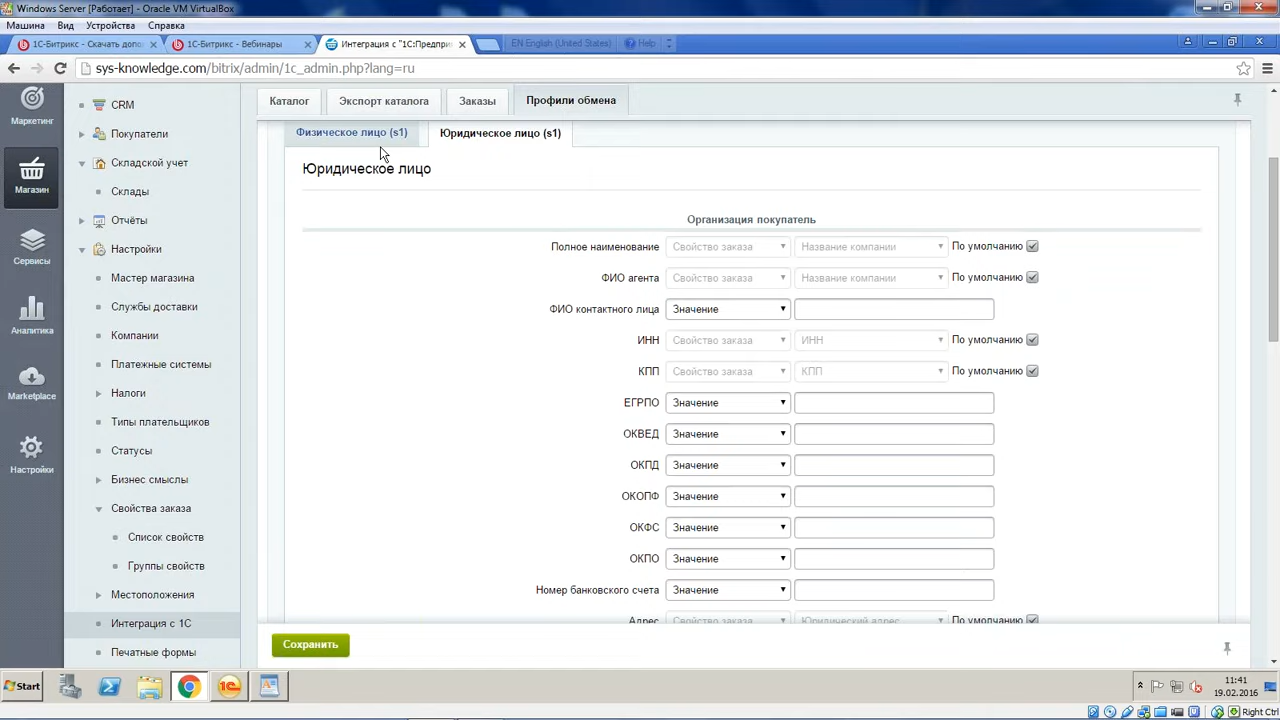 Windows Server [Работает] - Oracle VM VirtualBox
Машина Вид Устройства Справка
1С-Битрикс - Скачать допо
1С-Битрикс - Вебинары
Интеграция с "1С:Предпри
EN English (United States)
Help
sys-knowledge.com/bitrix/admin/1c_admin.php?lang=ru
Маркетинг
Магазин
Сервисы
Аналитика
Marketplace
Настройки
CRM
Покупатели
Складской учет
Склады
Отчёты
Настройки
Мастер магазина
Службы доставки
Компании
Платежные системы
Налоги
Типы плательщиков
Статусы
Бизнес смыслы
Свойства заказа
Список свойств
Группы свойств
Местоположения
Интеграция с 1С
Печатные формы
Каталог Экспорт каталога Заказы Профили обмена
Физическое лицо (s1) Юридическое лицо (s1)
Юридическое лицо
Организация покупатель
Полное наименование Свойство заказа Название компании По умолчанию
ФИО агента Свойство заказа Название компании По умолчанию
ФИО контактного лица Значение
ИНН Свойство заказа ИНН По умолчанию
КПП Свойство заказа КПП По умолчанию
ЕГРПО Значение
ОКВЕД Значение
ОКПД Значение
ОКОПФ Значение
ОКФС Значение
ОКПО Значение
Номер банковского счета Значение
Адрес Свойство заказа Юридический адрес По умолчанию
Сохранить
Start
11:41
19.02.2016
Right Ctrl